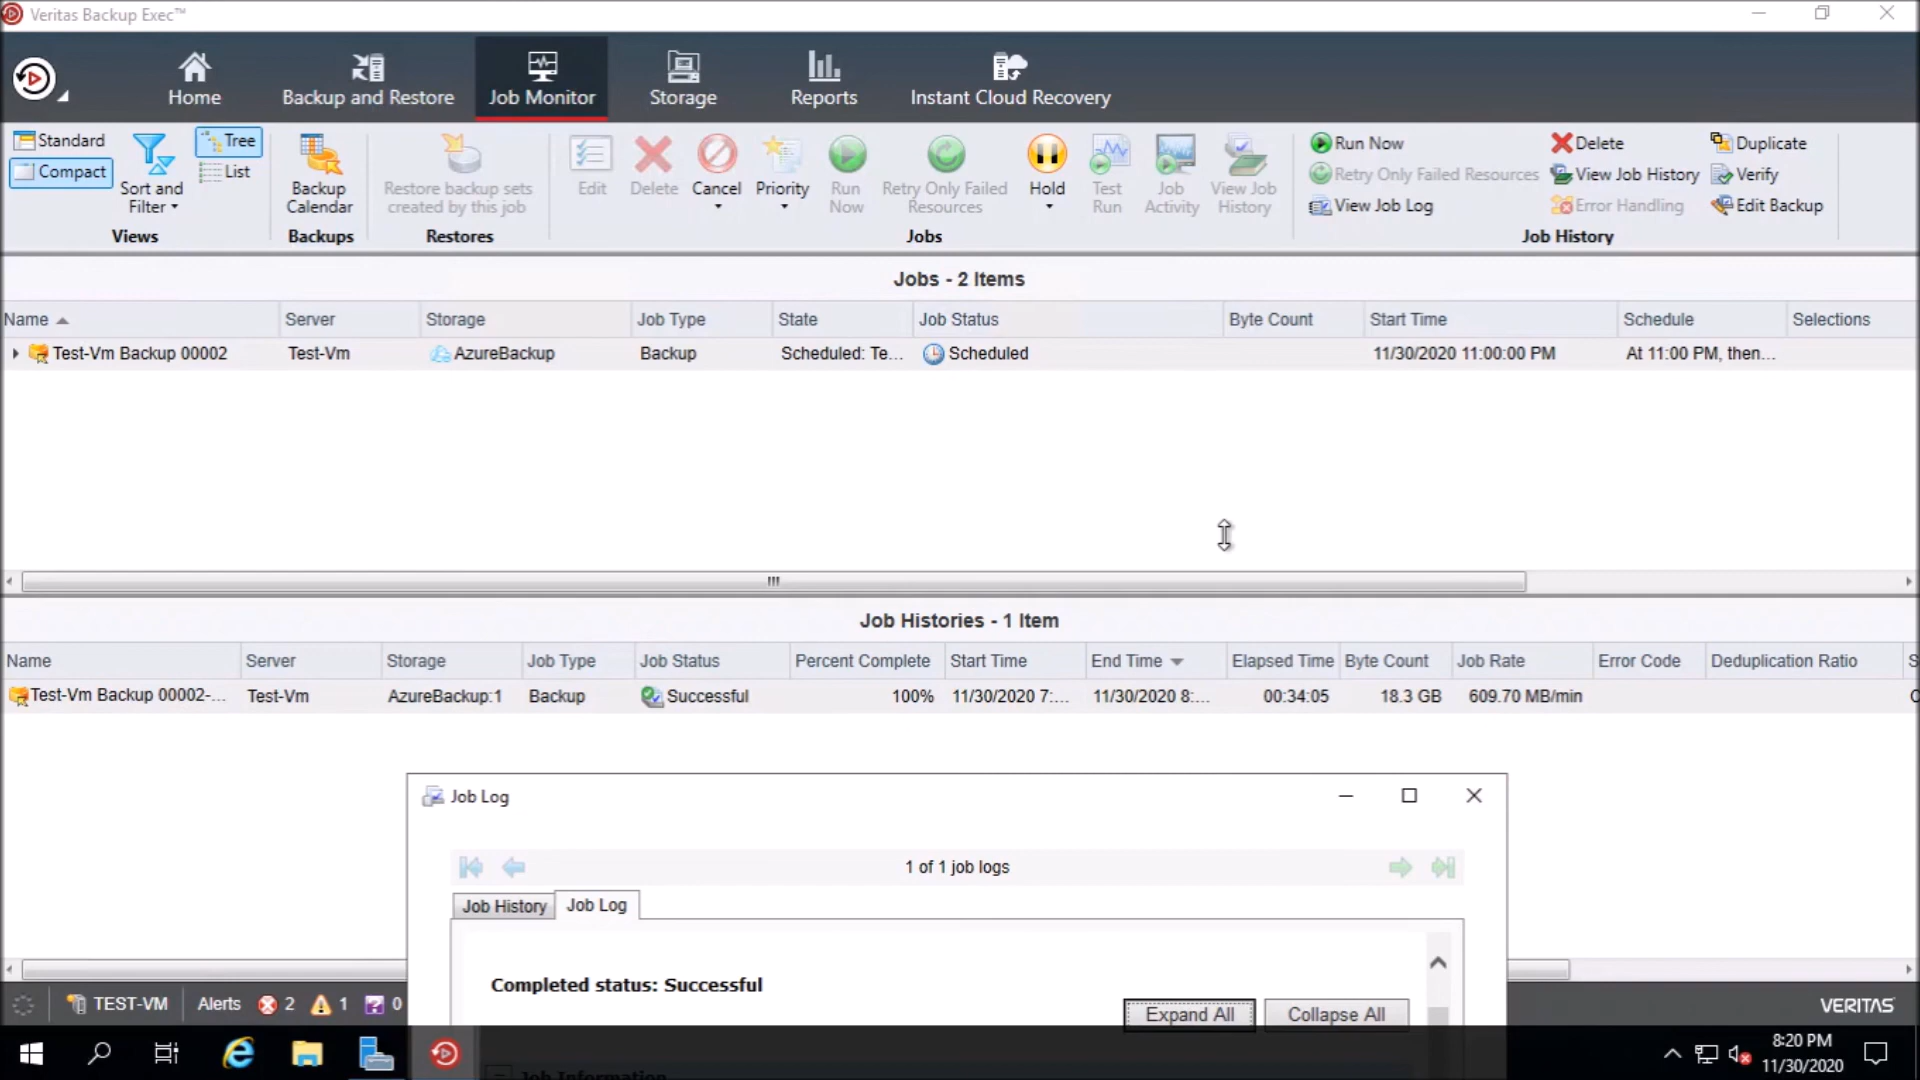 Veritas Backup Exec™
Home
Backup and Restore
Job Monitor
Storage
Reports
Instant Cloud Recovery
Standard
Compact
Sort and
Filter
Tree
List
Views
Backup
Calendar
Backups
Restore backup sets
created by this job
Restores
Edit
Delete
Cancel
Priority
Run
Now
Retry Only Failed
Resources
Hold
Test
Run
Job
Activity
View Job
History
Jobs
Run Now
Retry Only Failed Resources
View Job Log
Delete
View Job History
Error Handling
Duplicate
Verify
Edit Backup
Job History
Jobs - 2 Items
Name Server Storage Job Type State Job Status Byte Count Start Time Schedule Selections
Test-Vm Backup 00002 Test-Vm AzureBackup Backup Scheduled: Te... Scheduled 11/30/2020 11:00:00 PM At 11:00 PM, then...
Job Histories - 1 Item
Name Server Storage Job Type Job Status Percent Complete Start Time End Time Elapsed Time Byte Count Job Rate Error Code Deduplication Ratio S
Test-Vm Backup 00002-... Test-Vm AzureBackup:1 Backup Successful 100% 11/30/2020 7:... 11/30/2020 8:... 00:34:05 18.3 GB 609.70 MB/min
Job Log
1 of 1 job logs
Job History Job Log
Completed status: Successful
Expand All Collapse All
Job Information
TEST-VM Alerts 2 1 0
VERITAS
8:20 PM
11/30/2020